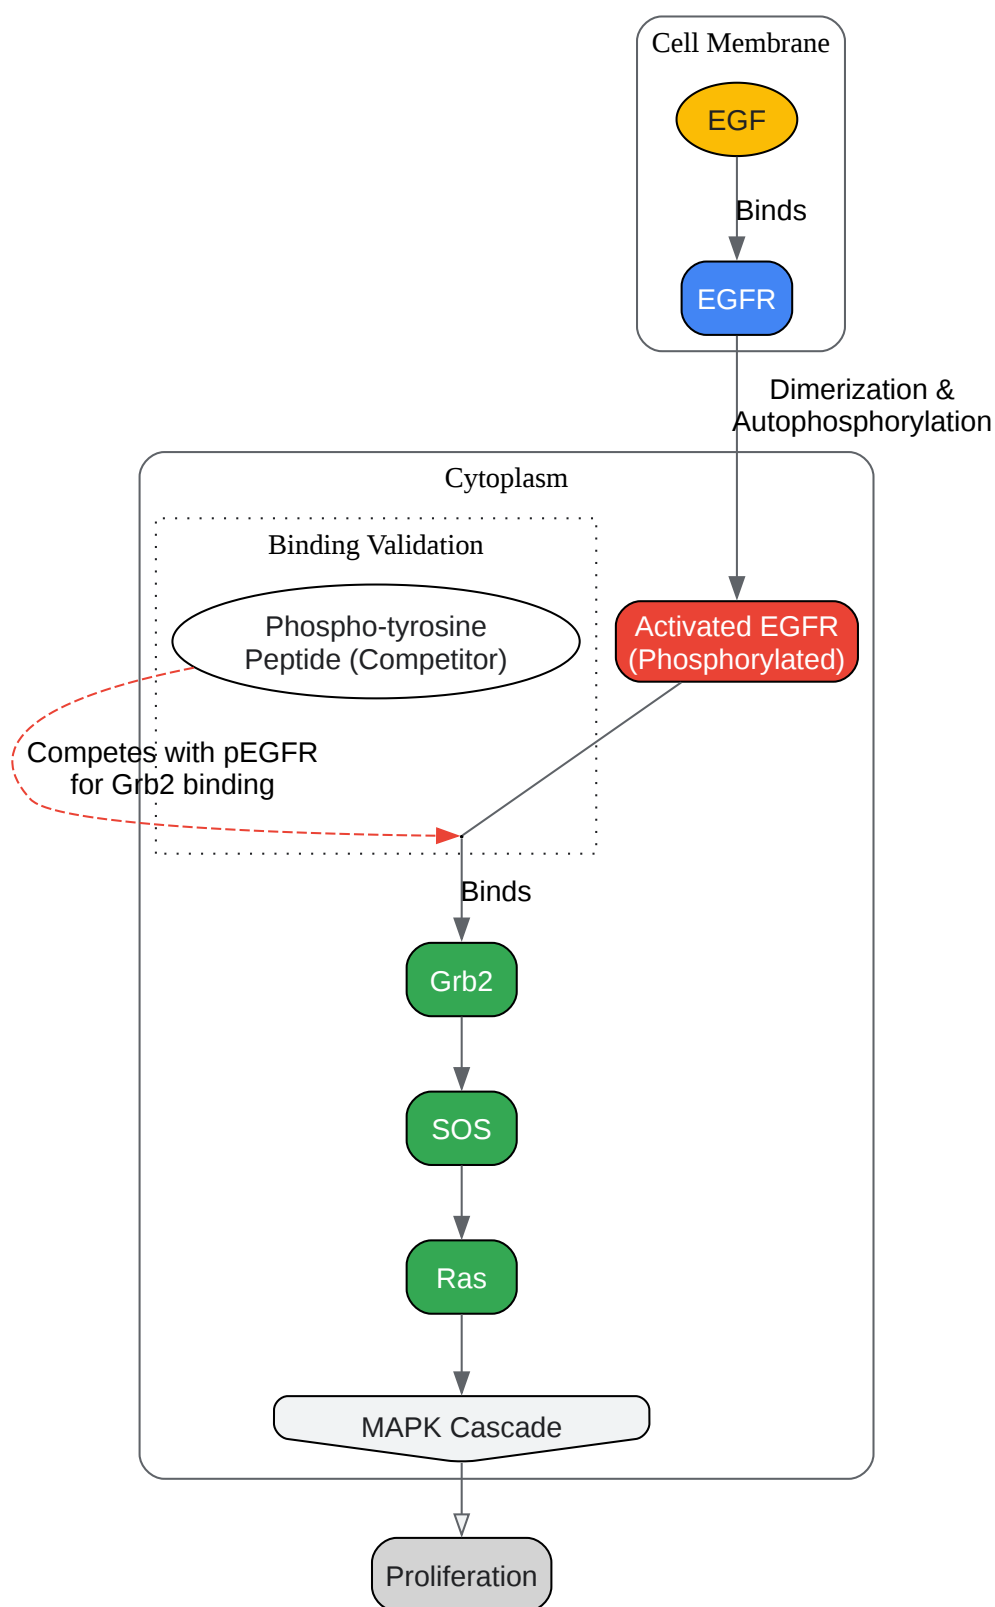 Cell Membrane
EGF
Binds
EGFR
Dimerization &
Autophosphorylation
Cytoplasm
Binding Validation
Phospho-tyrosine
Peptide (Competitor)
Activated EGFR
(Phosphorylated)
Competes with pEGFR
for Grb2 binding
Binds
Grb2
SOS
Ras
MAPK Cascade
Proliferation